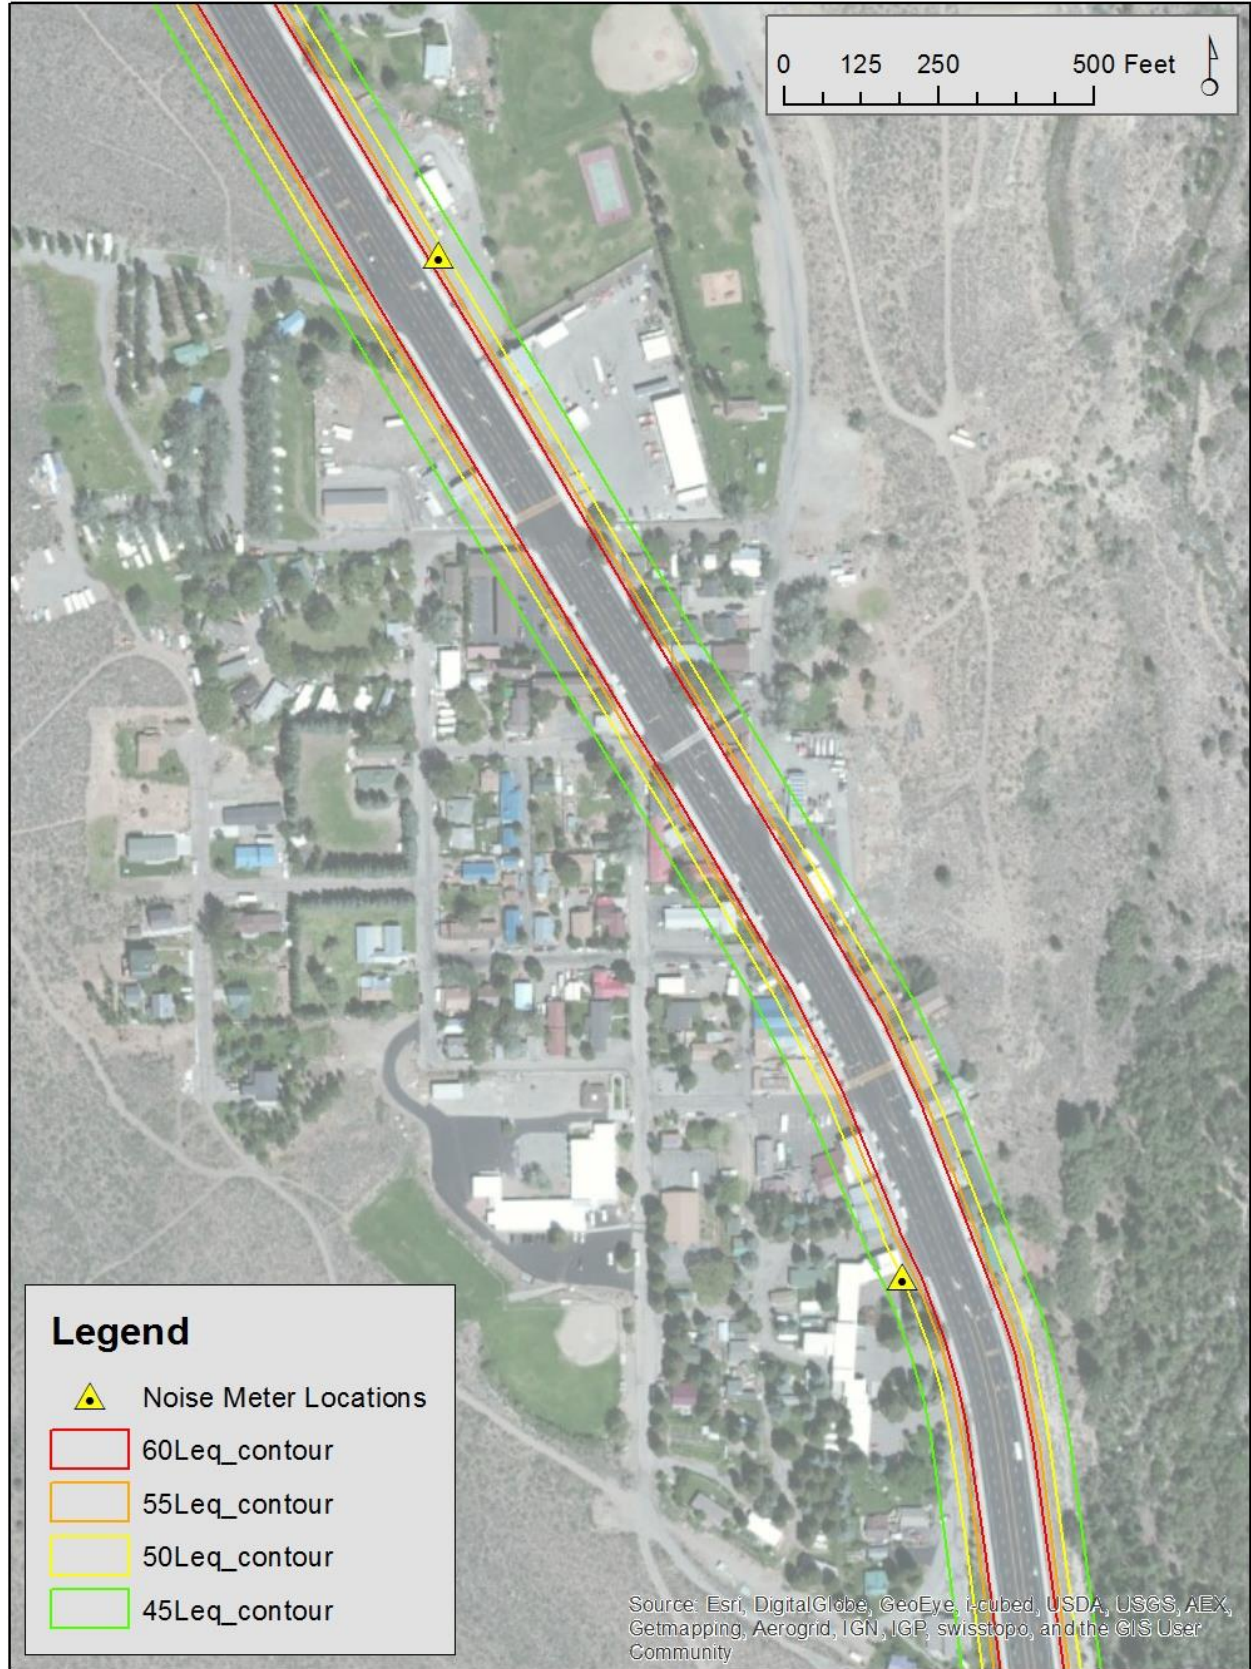 0 125 250 500 Feet
Legend
Noise Meter Locations
60Leq_contour
55Leq_contour
50Leq_contour
45Leq_contour
Source: Esri, DigitalGlobe, GeoEye, i-cubed, USDA, USGS, AEX,
Getmapping, Aerogrid, IGN, IGP, swisstopo, and the GIS User
Community